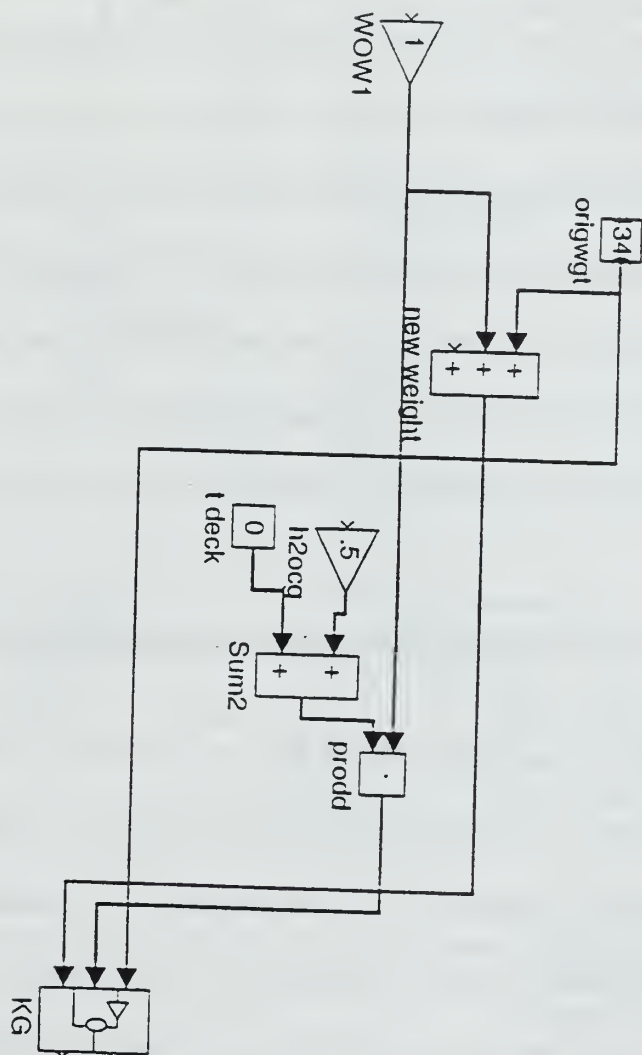 1
WOW1
34
origwgt
+ + +
new weight
.5
h2ocg
0
t deck
+ +
Sum2
.
prodd
KG